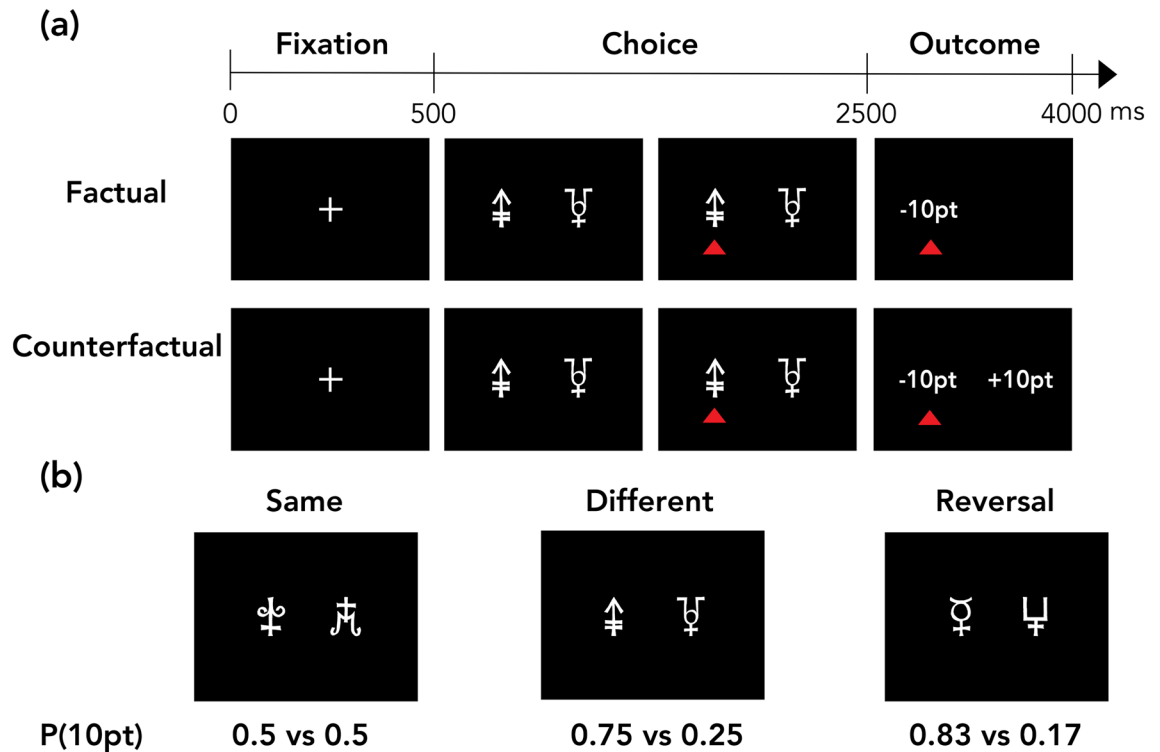 (a)
Fixation Choice Outcome
0 500 2500 4000 ms
Factual
-10pt
Counterfactual
-10pt +10pt
(b)
Same Different Reversal
P(10pt) 0.5 vs 0.5 0.75 vs 0.25 0.83 vs 0.17